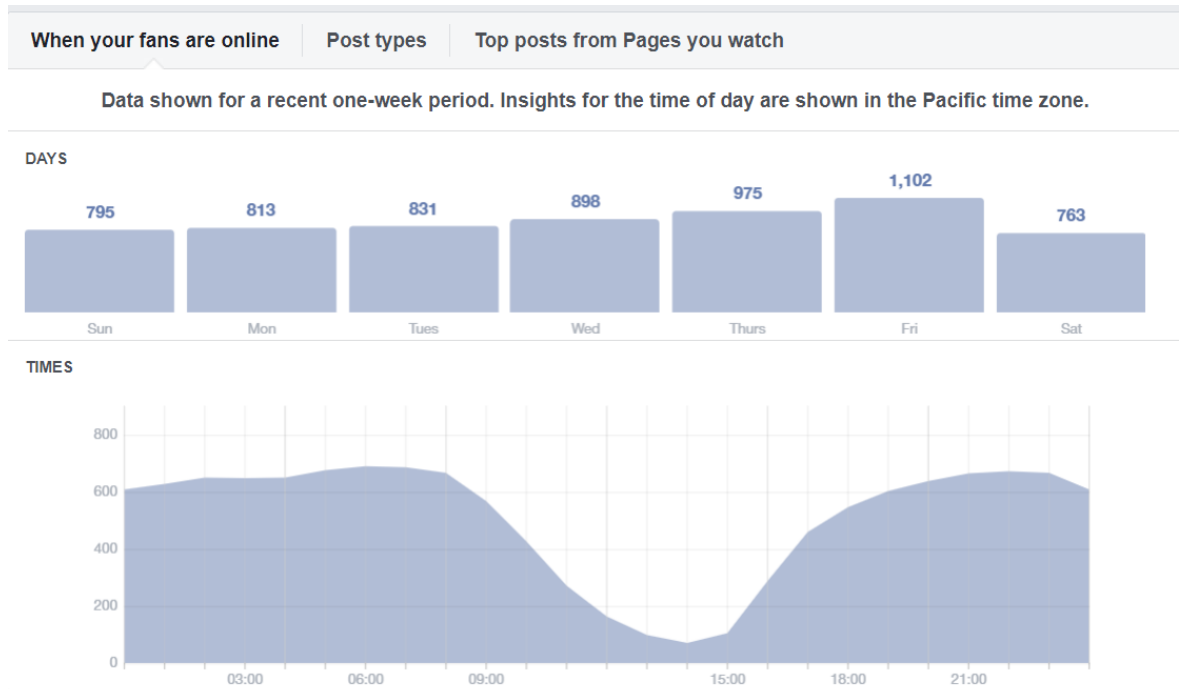 When your fans are online Post types Top posts from Pages you watch
Data shown for a recent one-week period. Insights for the time of day are shown in the Pacific time zone.
DAYS
795 813 831 898 975 1,102 763
Sun Mon Tues Wed Thurs Fri Sat
TIMES
800
600
400
200
0
03:00 06:00 09:00 15:00 18:00 21:00